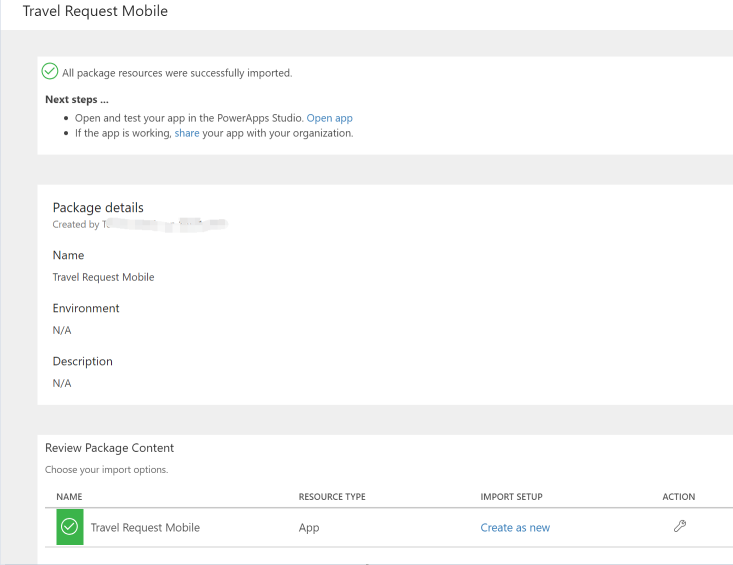 Travel Request Mobile
All package resources were successfully imported.
Next steps ...
Open and test your app in the PowerApps Studio. Open app
If the app is working, share your app with your organization.
Package details
Created by
Name
Travel Request Mobile
Environment
N/A
Description
N/A
Review Package Content
Choose your import options.
NAME RESOURCE TYPE IMPORT SETUP ACTION
Travel Request Mobile App Create as new